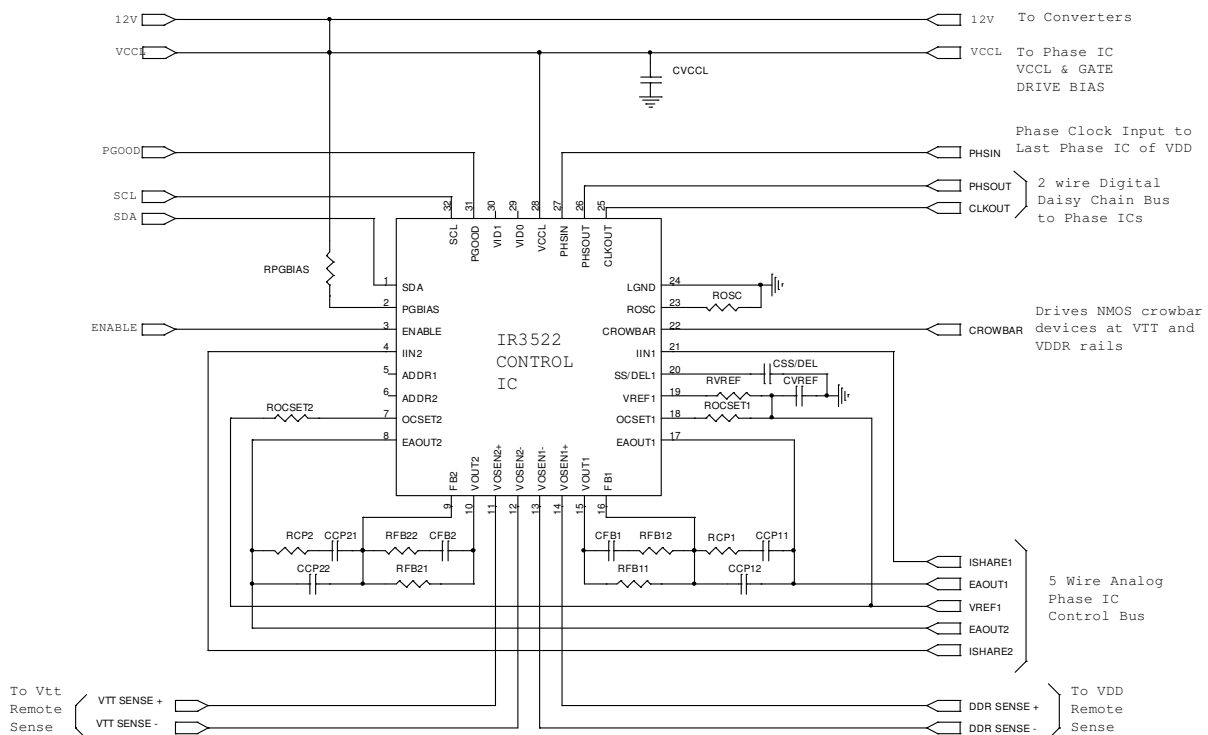 12V
12V
To Converters
VCCL
VCCL
To Phase IC
VCCL & GATE
DRIVE BIAS
CVCCL
PGOOD
PHSIN
Phase Clock Input to
Last Phase IC of VDD
SCL
SDA
PHSOUT
CLKOUT
2 wire Digital
Daisy Chain Bus
to Phase ICs
32
31
30
29
28
27
26
25
SCL
PGOOD
VID1
VID0
VCCL
PHSIN
PHSOUT
CLKOUT
RPGBIAS
1
SDA
2
PGBIAS
ENABLE
3
ENABLE
4
IIN2
5
ADDR1
6
ADDR2
ROCSET2
7
OCSET2
8
EAOUT2
IR3522
CONTROL
IC
LGND
24
ROSC
23
ROSC
CROWBAR
22
CROWBAR
Drives NMOS crowbar
devices at VTT and
VDDR rails
IIN1
21
SS/DEL1
20
CSS/DEL
VREF1
19
RVREF
CVREF
OCSET1
18
ROCSET1
EAOUT1
17
FB2
VOUT2
VOSEN2+
VOSEN2-
VOSEN1-
VOSEN1+
VOUT1
FB1
9
10
11
12
13
14
15
16
RCP2
CCP21
RFB22
CFB2
CCP22
RFB21
CFB1
RFB12
RCP1
CCP11
RFB11
CCP12
ISHARE1
EAOUT1
VREF1
EAOUT2
ISHARE2
5 Wire Analog
Phase IC
Control Bus
To Vtt
Remote
Sense
VTT SENSE +
VTT SENSE -
DDR SENSE +
DDR SENSE -
To VDD
Remote
Sense